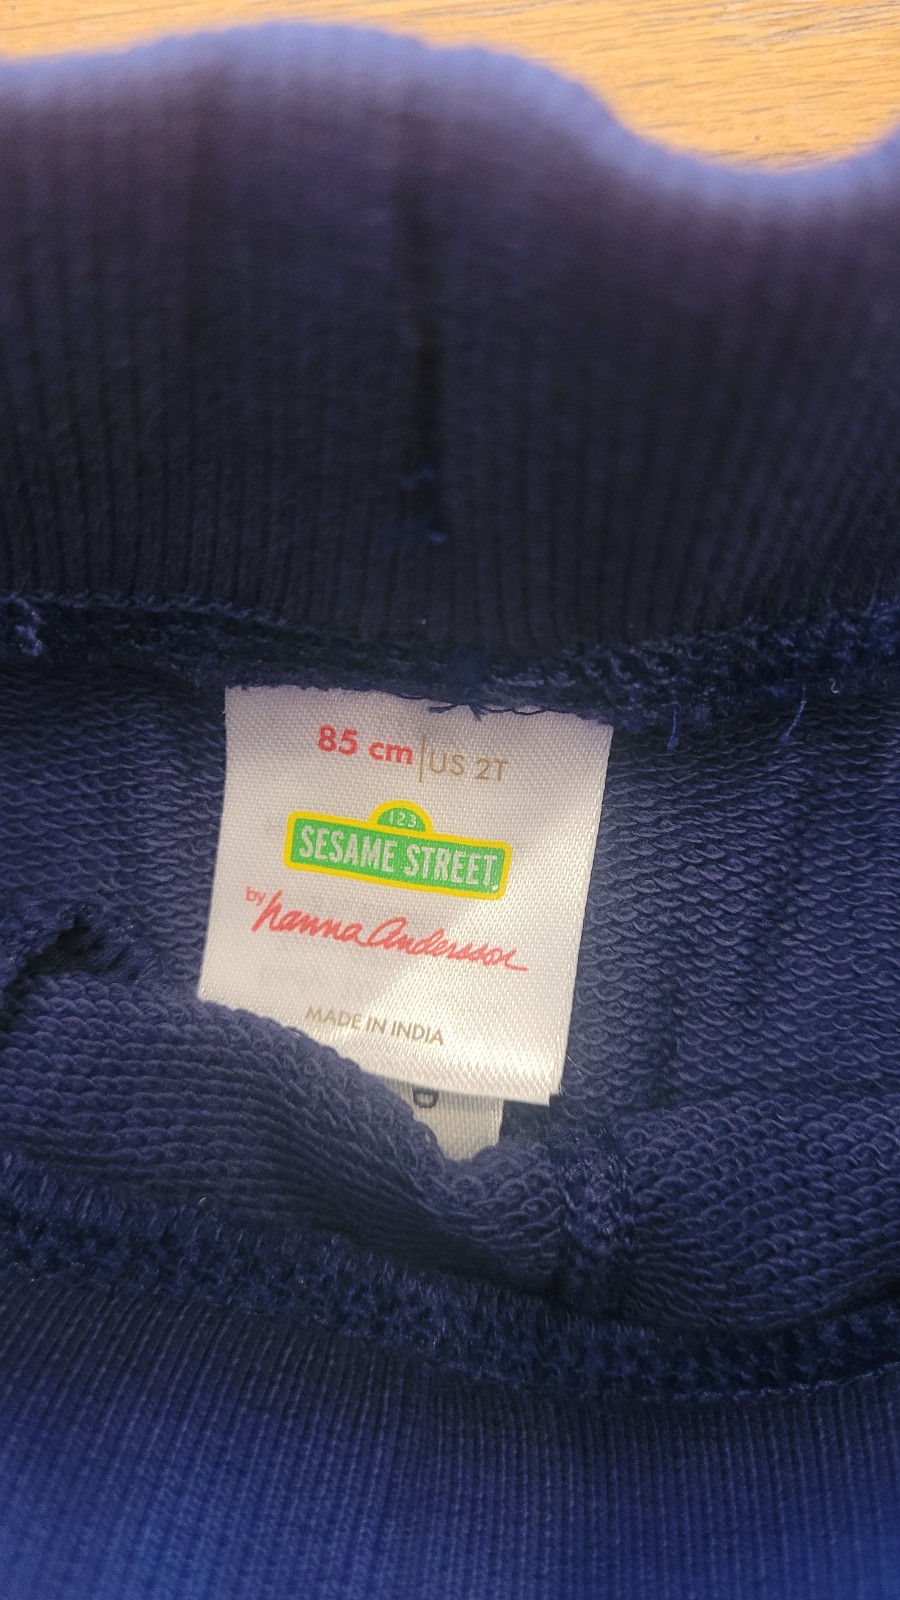 85 cm | US 2T
123
SESAME STREET
by hanna Andersson
MADE IN INDIA